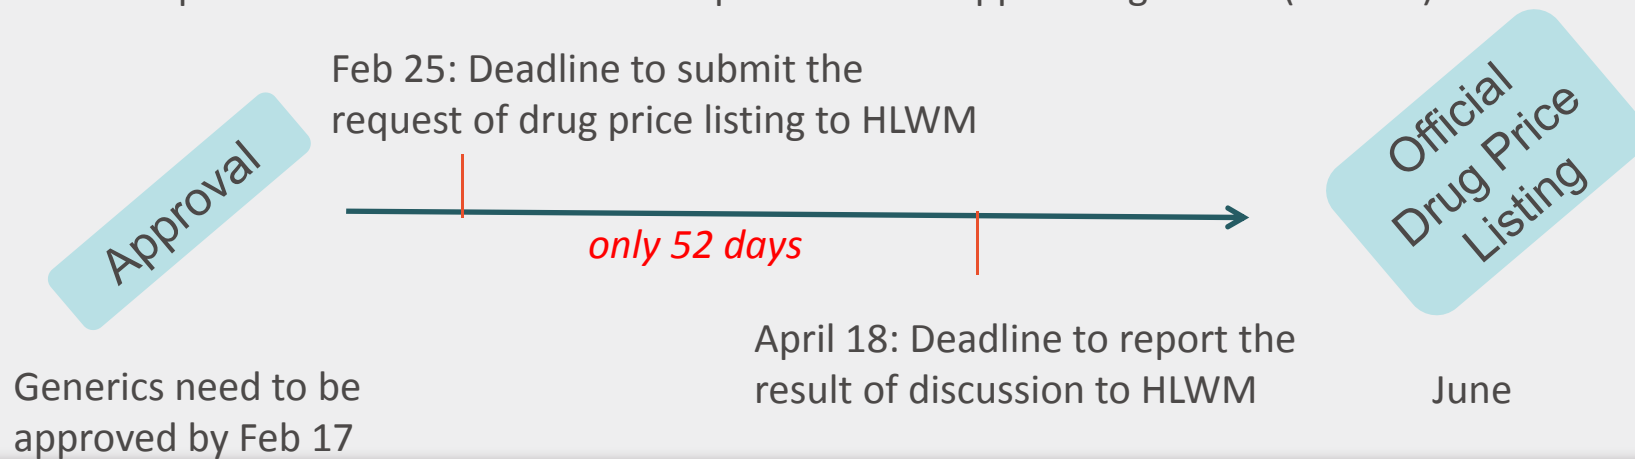 Feb 25: Deadline to submit the
request of drug price listing to HLWM
Approval
Official
Drug Price
Listing
only 52 days
April 18: Deadline to report the
result of discussion to HLWM
June
Generics need to be
approved by Feb 17